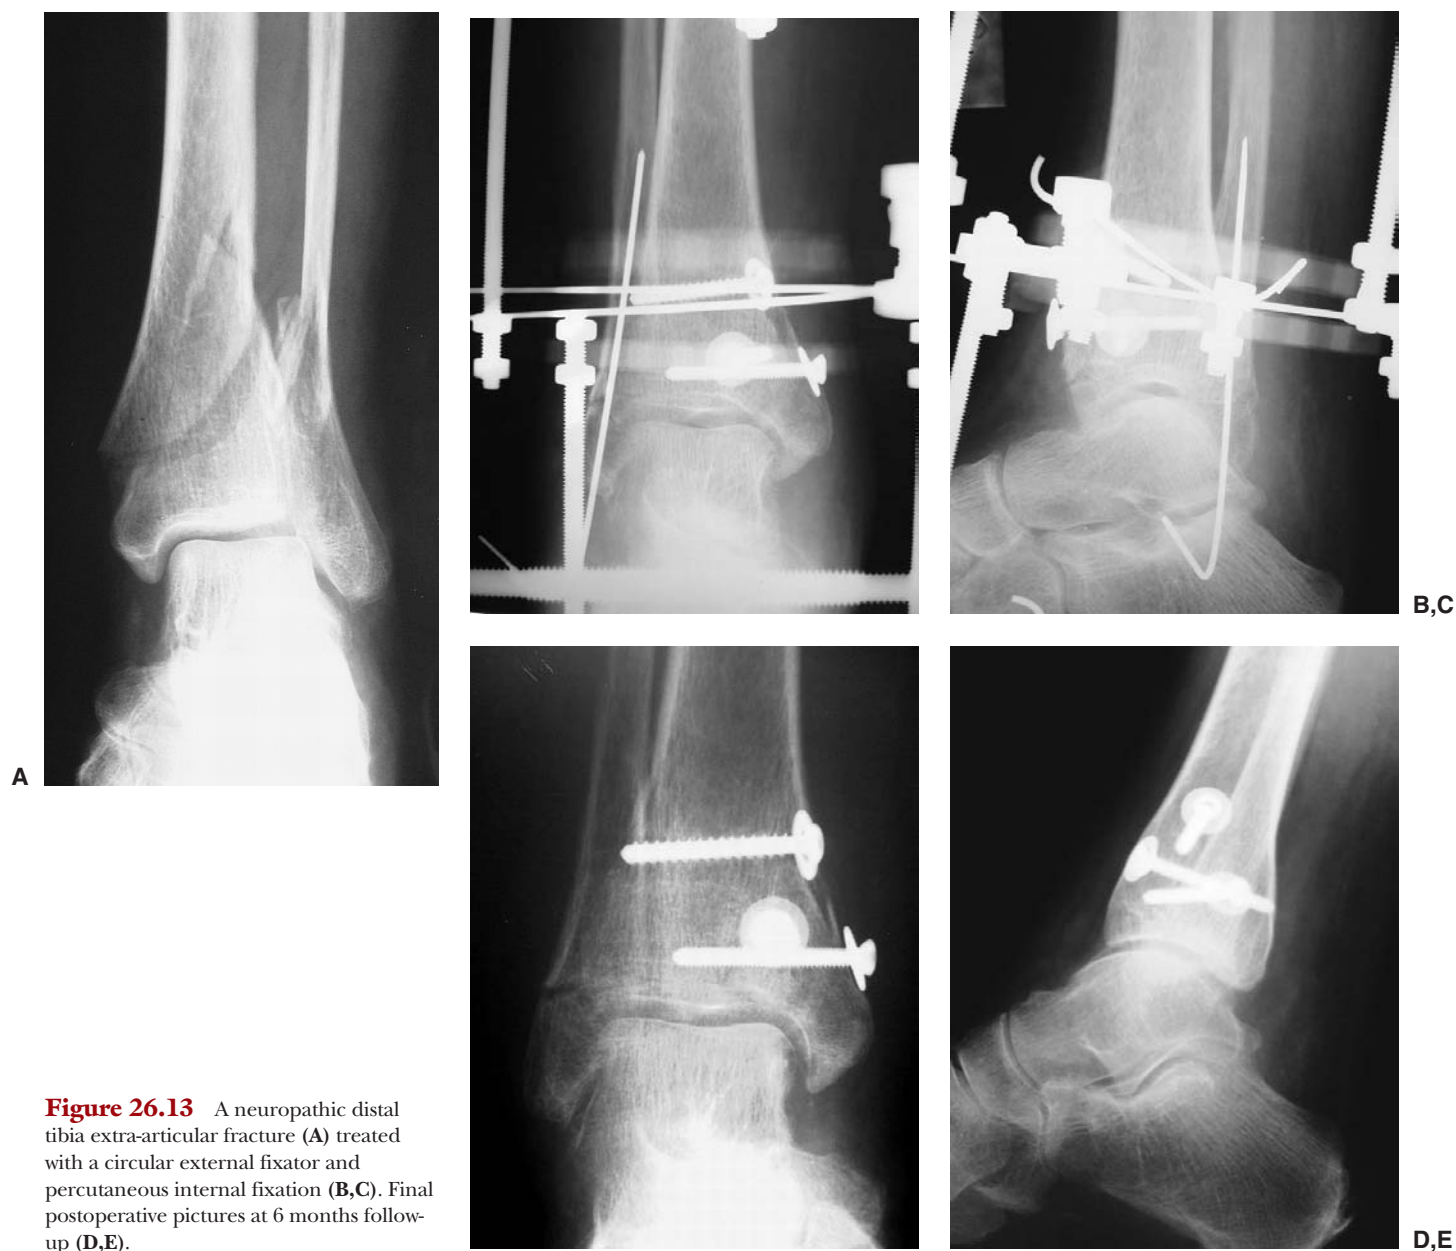 B,C
A
D,E
Figure 26.13 A neuropathic distal
tibia extra-articular fracture (A) treated
with a circular external fixator and
percutaneous internal fixation (B,C). Final
postoperative pictures at 6 months follow-
up (D,E).